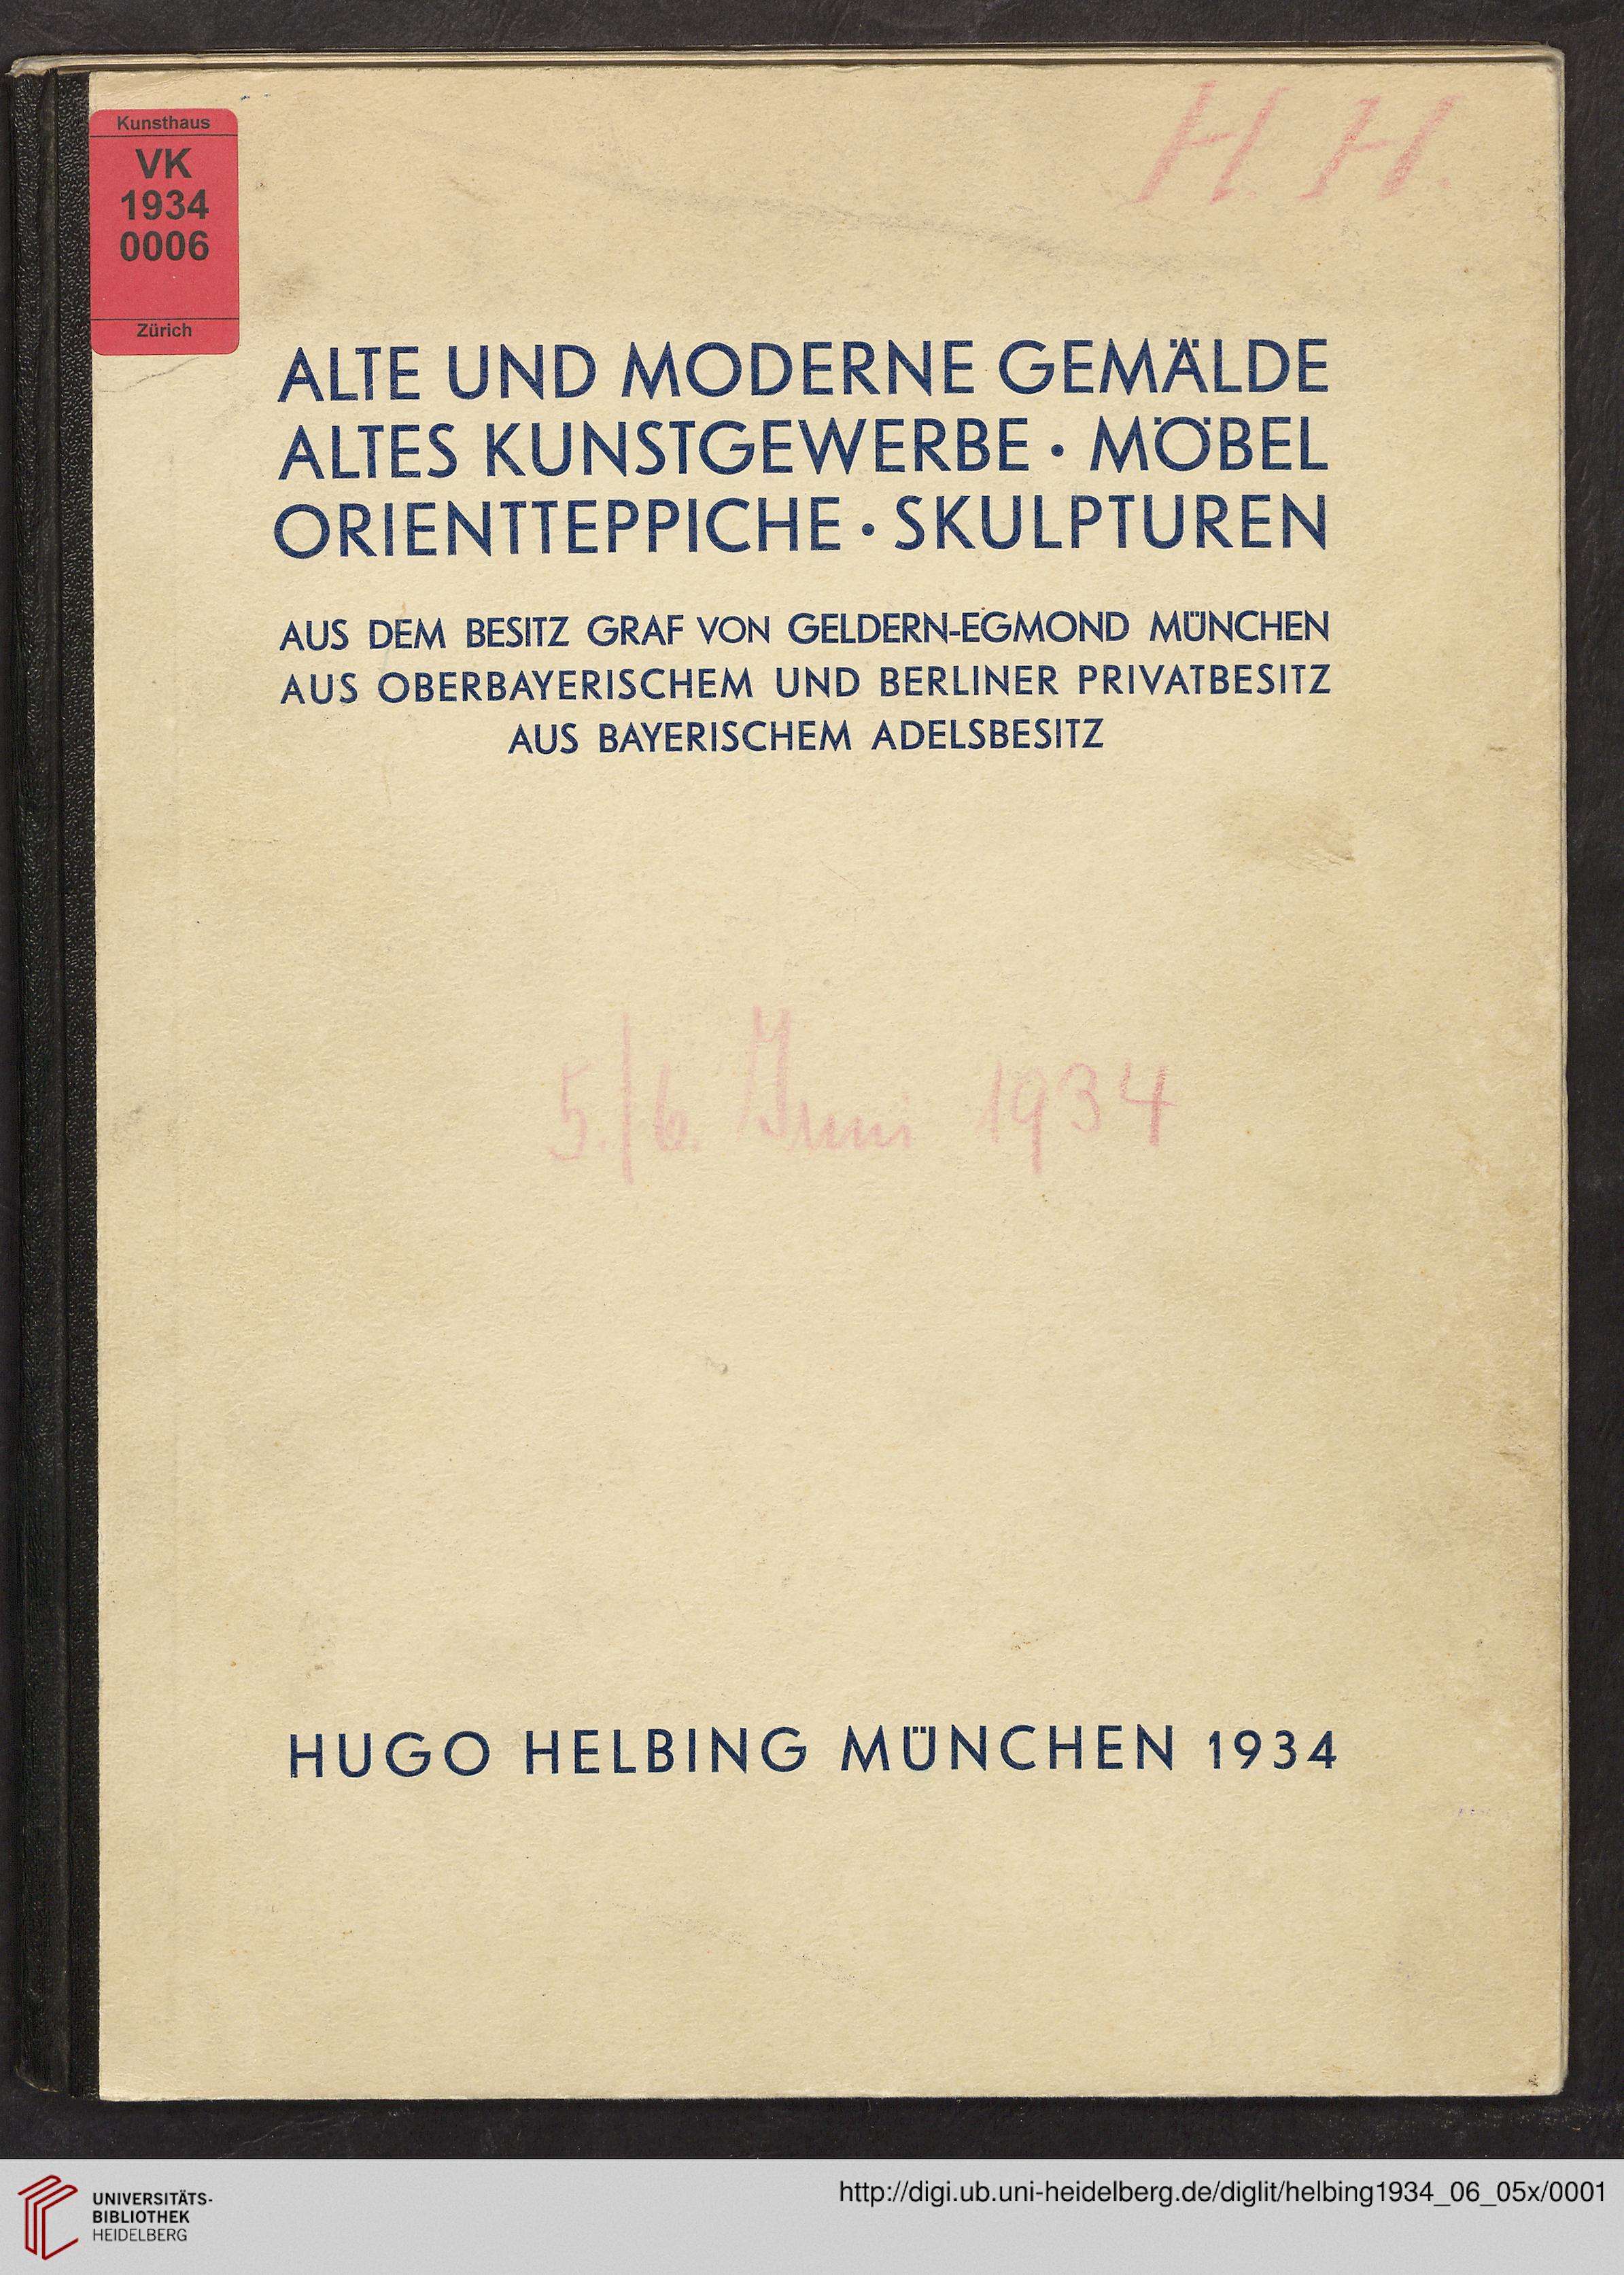 Kunsthaus
VK
1934
0006
Zürich
H. H.
ALTE UND MODERNE GEMÄLDE
ALTES KUNSTGEWERBE · MÖBEL
ORIENTTEPPICHE · SKULPTUREN
AUS DEM BESITZ GRAF VON GELDERN-EGMOND MÜNCHEN
AUS OBERBAYERISCHEM UND BERLINER PRIVATBESITZ
AUS BAYERISCHEM ADELSBESITZ
5./6. Juni 1934
HUGO HELBING MÜNCHEN 1934
UNIVERSITÄTS-
BIBLIOTHEK
HEIDELBERG
http://digi.ub.uni-heidelberg.de/diglit/helbing1934_06_05x/0001